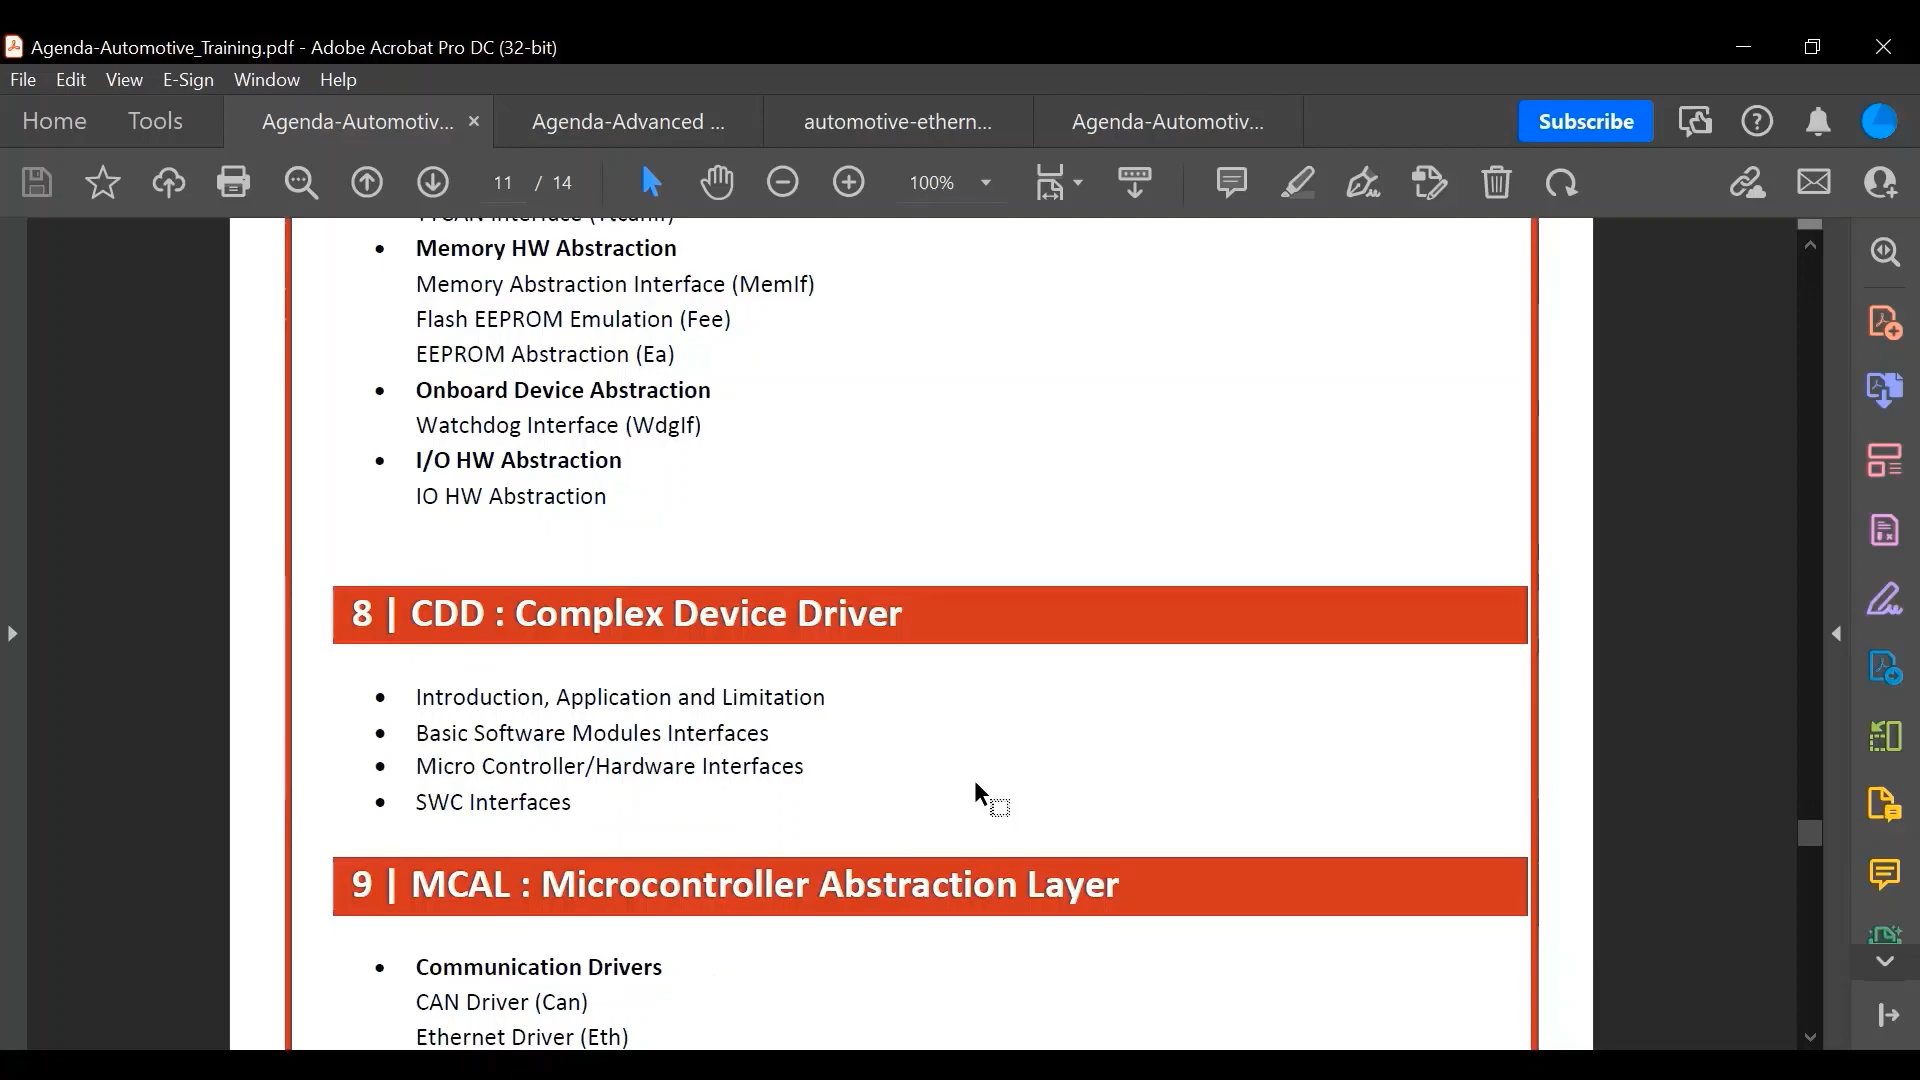 Agenda-Automotive_Training.pdf - Adobe Acrobat Pro DC (32-bit)
File Edit View E-Sign Window Help
Home Tools Agenda-Automotiv... Agenda-Advanced ... automotive-ethern... Agenda-Automotiv... Subscribe
11 / 14 100%
• Memory HW Abstraction
Memory Abstraction Interface (MemIf)
Flash EEPROM Emulation (Fee)
EEPROM Abstraction (Ea)
• Onboard Device Abstraction
Watchdog Interface (WdgIf)
• I/O HW Abstraction
IO HW Abstraction
8 | CDD : Complex Device Driver
• Introduction, Application and Limitation
• Basic Software Modules Interfaces
• Micro Controller/Hardware Interfaces
• SWC Interfaces
9 | MCAL : Microcontroller Abstraction Layer
• Communication Drivers
CAN Driver (Can)
Ethernet Driver (Eth)